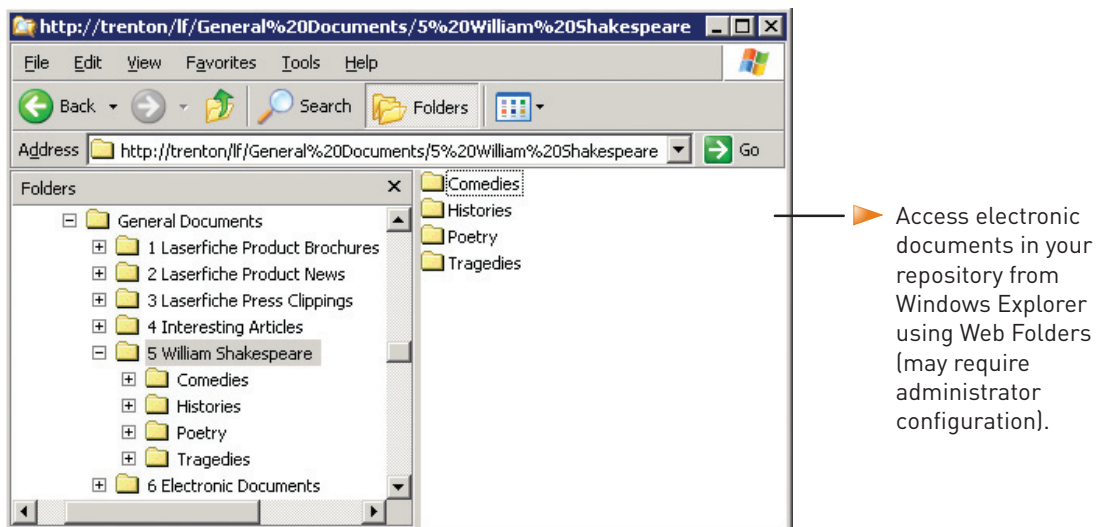 http://trenton/lf/General%20Documents/5%20William%20Shakespeare
File Edit View Favorites Tools Help
Back Search Folders
Address http://trenton/lf/General%20Documents/5%20William%20Shakespeare Go
Folders
General Documents
1 Laserfiche Product Brochures
2 Laserfiche Product News
3 Laserfiche Press Clippings
4 Interesting Articles
5 William Shakespeare
Comedies
Histories
Poetry
Tragedies
6 Electronic Documents
Comedies
Histories
Poetry
Tragedies
Access electronic
documents in your
repository from
Windows Explorer
using Web Folders
(may require
administrator
configuration).